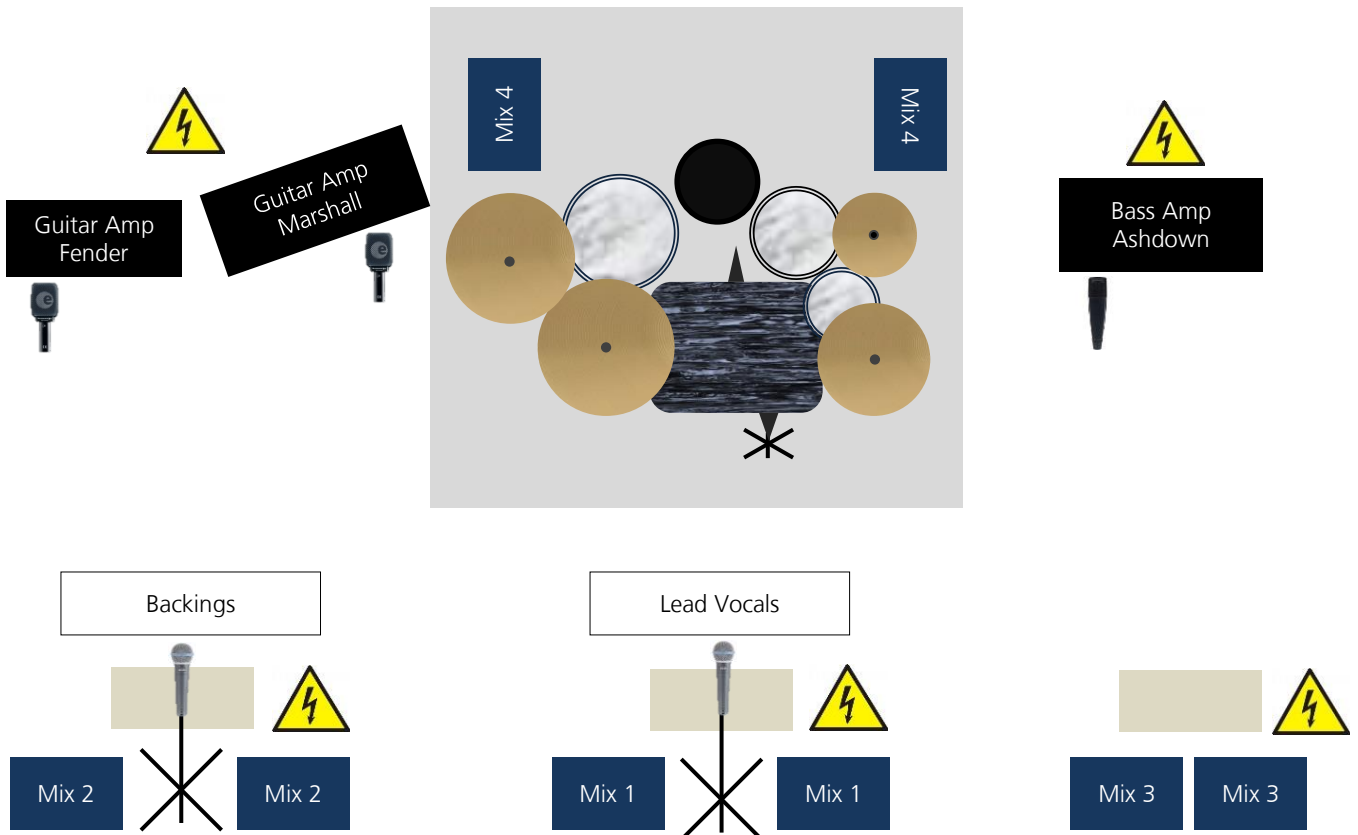 Mix 4
Mix 4
Guitar Amp
Marshall
Guitar Amp
Fender
Bass Amp
Ashdown
Backings
Lead Vocals
Mix 2
Mix 2
Mix 1
Mix 1
Mix 3
Mix 3